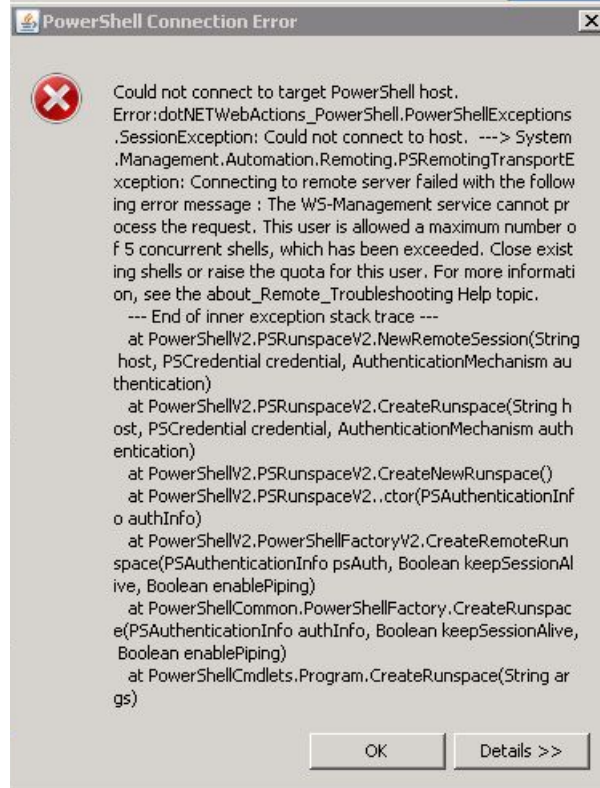 PowerShell Connection Error
Could not connect to target PowerShell host.
Error:dotNETWebActions_PowerShell.PowerShellExceptions
.SessionException: Could not connect to host. ---> System
.Management.Automation.Remoting.PSRemotingTransportE
xception: Connecting to remote server failed with the follow
ing error message : The WS-Management service cannot pr
ocess the request. This user is allowed a maximum number o
f 5 concurrent shells, which has been exceeded. Close exist
ing shells or raise the quota for this user. For more informati
on, see the about_Remote_Troubleshooting Help topic.
--- End of inner exception stack trace ---
at PowerShellV2.PSRunspaceV2.NewRemoteSession(String
host, PSCredential credential, AuthenticationMechanism au
thentication)
at PowerShellV2.PSRunspaceV2.CreateRunspace(String h
ost, PSCredential credential, AuthenticationMechanism auth
entication)
at PowerShellV2.PSRunspaceV2.CreateNewRunspace()
at PowerShellV2.PSRunspaceV2..ctor(PSAuthenticationInf
o authInfo)
at PowerShellV2.PowerShellFactoryV2.CreateRemoteRun
space(PSAuthenticationInfo psAuth, Boolean keepSessionAl
ive, Boolean enablePiping)
at PowerShellCommon.PowerShellFactory.CreateRunspac
e(PSAuthenticationInfo authInfo, Boolean keepSessionAlive,
Boolean enablePiping)
at PowerShellCmdlets.Program.CreateRunspace(String ar
gs)
OK
Details >>